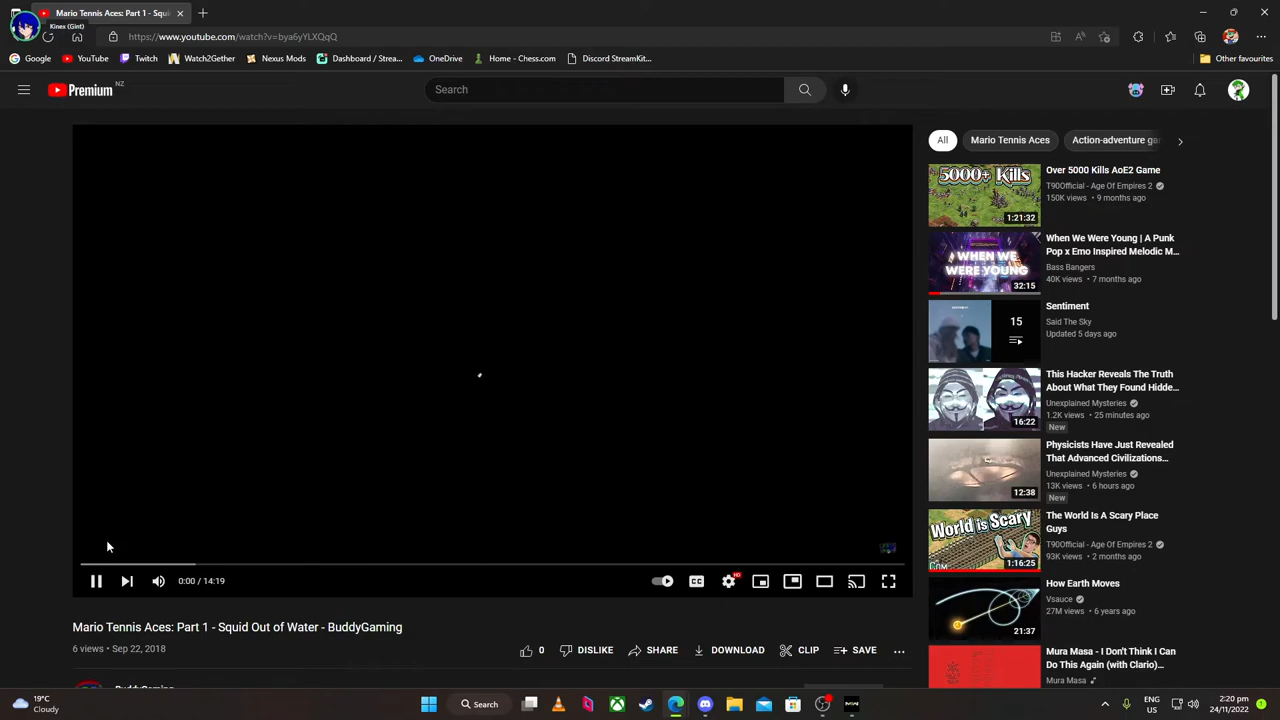 Mario Tennis Aces: Part 1 - Squi
Kinex (Gint)
https://www.youtube.com/watch?v=bya6yYLXQqQ
Google
YouTube
Twitch
Watch2Gether
Nexus Mods
Dashboard / Strea...
OneDrive
Home - Chess.com
Discord StreamKit...
Other favourites
Premium NZ
Search
All
Mario Tennis Aces
Action-adventure ga
5000+ Kills
1:21:32
Over 5000 Kills AoE2 Game
T90Official - Age Of Empires 2
150K views • 9 months ago
WHEN WE
WERE YOUNG
32:15
When We Were Young | A Punk
Pop x Emo Inspired Melodic M...
Bass Bangers
40K views • 7 months ago
15
Sentiment
Said The Sky
Updated 5 days ago
16:22
This Hacker Reveals The Truth
About What They Found Hidde...
Unexplained Mysteries
1.2K views • 25 minutes ago
New
12:38
Physicists Have Just Revealed
That Advanced Civilizations...
Unexplained Mysteries
13K views • 6 hours ago
New
World is Scary
.COM
1:16:25
The World Is A Scary Place
Guys
T90Official - Age Of Empires 2
93K views • 2 months ago
21:37
How Earth Moves
Vsauce
27M views • 6 years ago
Mura Masa - I Don't Think I Can
Do This Again (with Clario)...
Mura Masa
0:00 / 14:19
HD
Mario Tennis Aces: Part 1 - Squid Out of Water - BuddyGaming
6 views • Sep 22, 2018
0
DISLIKE
SHARE
DOWNLOAD
CLIP
SAVE
BuddyGaming
19°C
Cloudy
Search
ENG
US
2:20 pm
24/11/2022